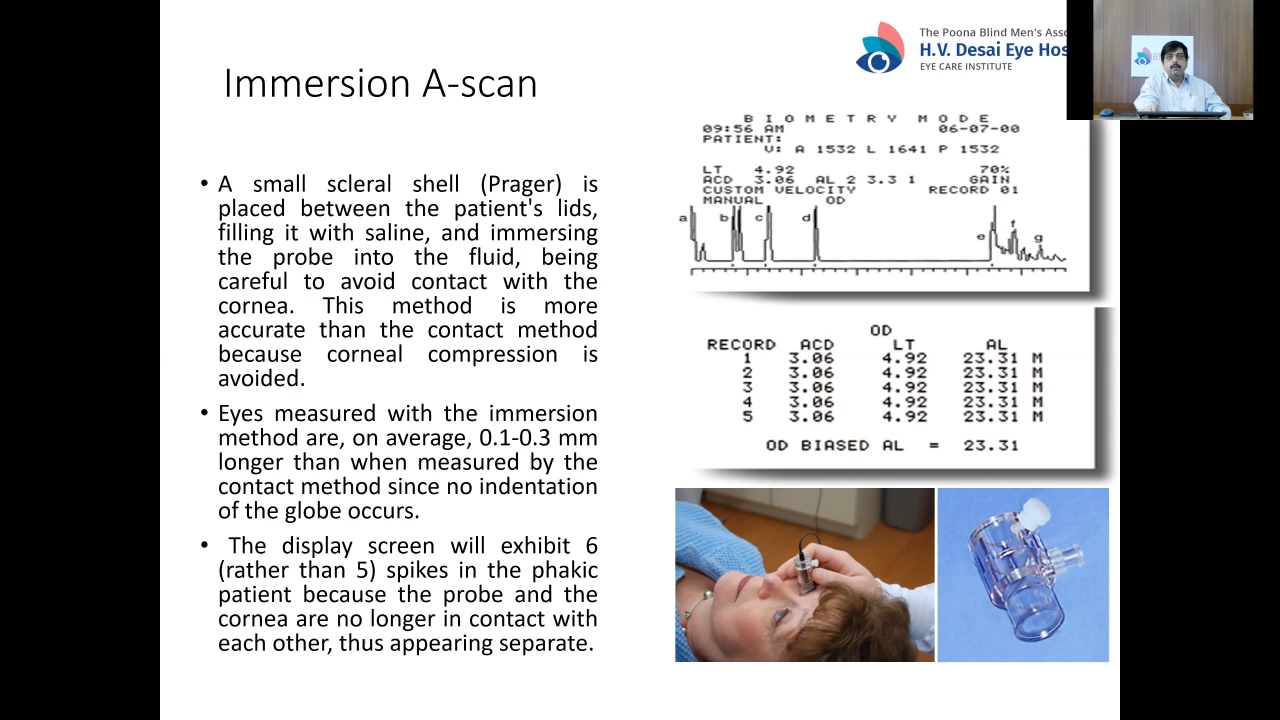 Immersion A-scan
• A small scleral shell (Prager) is
placed between the patient's lids,
filling it with saline, and immersing
the probe into the fluid, being
careful to avoid contact with the
cornea. This method is more
accurate than the contact method
because corneal compression is
avoided.
• Eyes measured with the immersion
method are, on average, 0.1-0.3 mm
longer than when measured by the
contact method since no indentation
of the globe occurs.
• The display screen will exhibit 6
(rather than 5) spikes in the phakic
patient because the probe and the
cornea are no longer in contact with
each other, thus appearing separate.
The Poona Blind Men's Asso
H.V. Desai Eye Hos
EYE CARE INSTITUTE
BIOMETRY MODE
09:56 AM 06-07-00
PATIENT:
V: A 1532 L 1641 P 1532
LT 4.92 70%
ACD 3.06 AL 2 3.3 1 GAIN
CUSTOM VELOCITY RECORD 01
MANUAL OD
a b c d e f g
OD
RECORD ACD LT AL
1 3.06 4.92 23.31 M
2 3.06 4.92 23.31 M
3 3.06 4.92 23.31 M
4 3.06 4.92 23.31 M
5 3.06 4.92 23.31 M
OD BIASED AL = 23.31